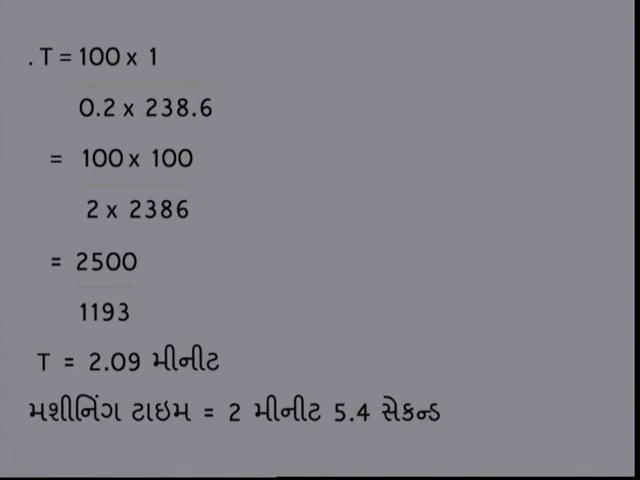 . T = 100 x 1
0.2 x 238.6
= 100 x 100
2 x 2386
= 2500
1193
T = 2.09 મીનીટ
મશીનિંગ ટાઇમ = 2 મીનીટ 5.4 સેકન્ડ